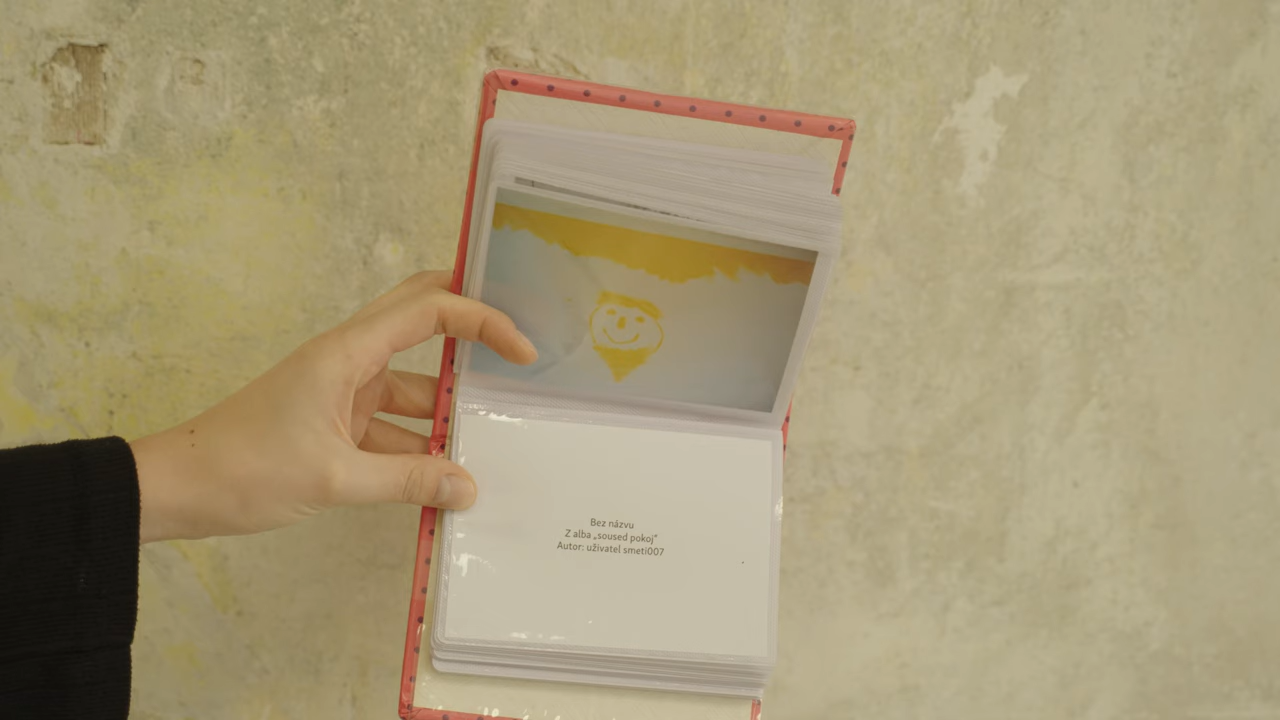 Bez názvu
Z alba „soused pokoj“
Autor: uživatel smeti007